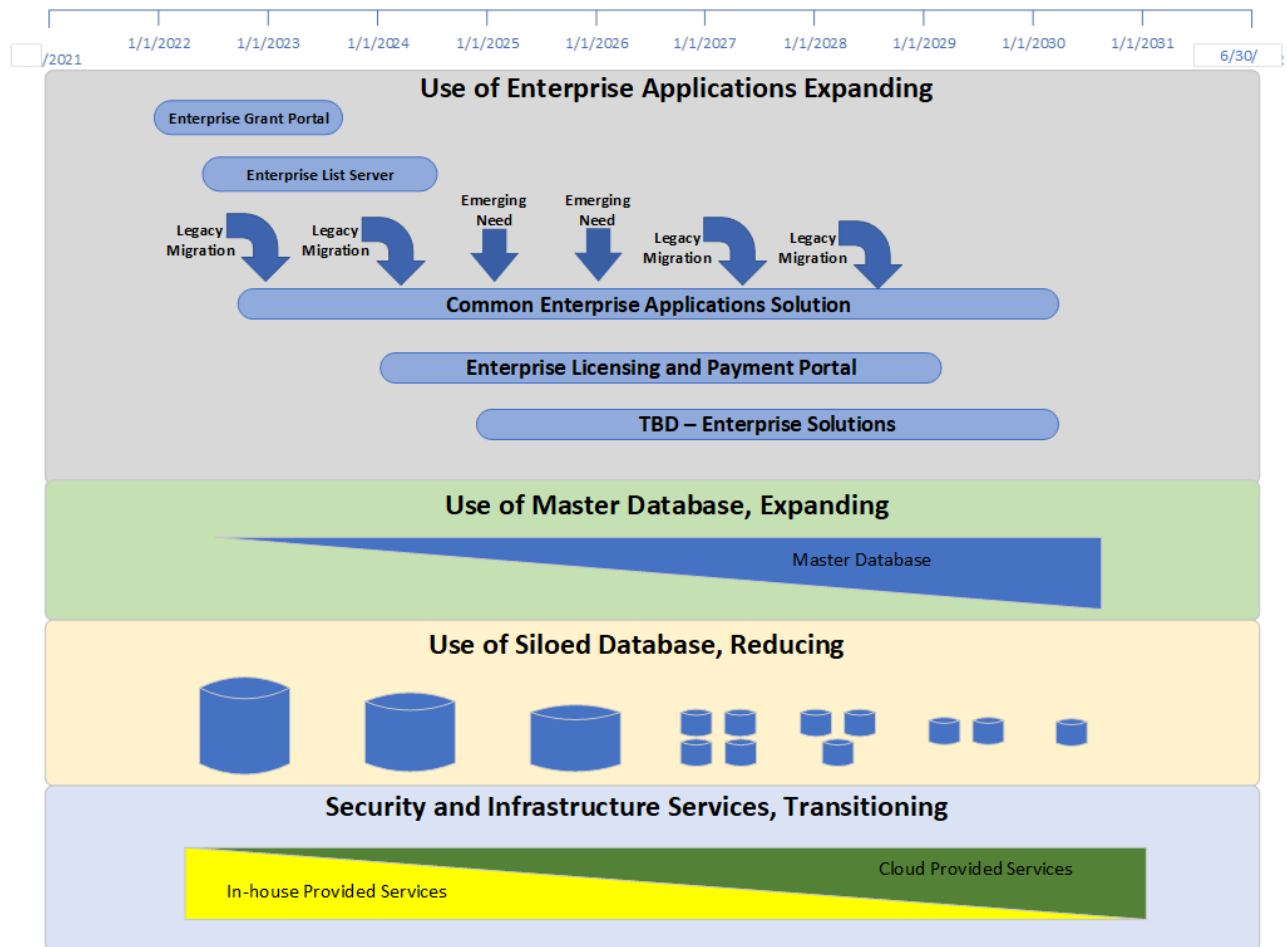 1/1/2022 1/1/2023 1/1/2024 1/1/2025 1/1/2026 1/1/2027 1/1/2028 1/1/2029 1/1/2030 1/1/2031
/2021 6/30/
Use of Enterprise Applications Expanding
Enterprise Grant Portal
Enterprise List Server
Legacy
Migration
Legacy
Migration
Emerging
Need
Emerging
Need
Legacy
Migration
Legacy
Migration
Common Enterprise Applications Solution
Enterprise Licensing and Payment Portal
TBD – Enterprise Solutions
Use of Master Database, Expanding
Master Database
Use of Siloed Database, Reducing
Security and Infrastructure Services, Transitioning
Cloud Provided Services
In-house Provided Services